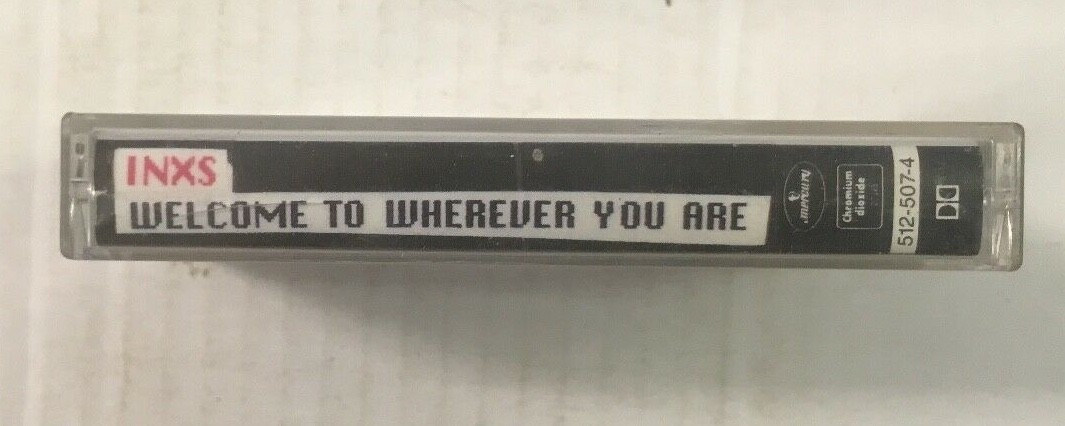 INXS
WELCOME TO WHEREVER YOU ARE
mercury
Chromium
dioxide
512-507-4